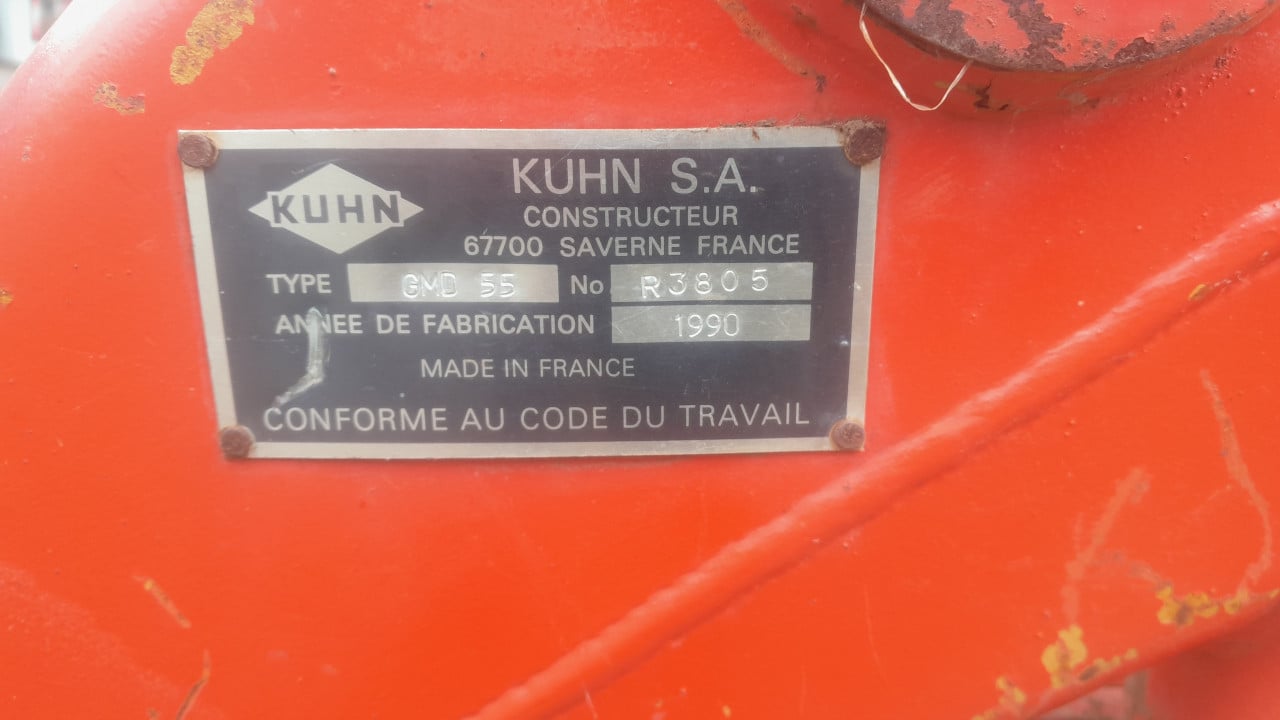 KUHN
KUHN S.A.
CONSTRUCTEUR
67700 SAVERNE FRANCE
TYPE GMD 55 No R3805
ANNEE DE FABRICATION 1990
MADE IN FRANCE
CONFORME AU CODE DU TRAVAIL